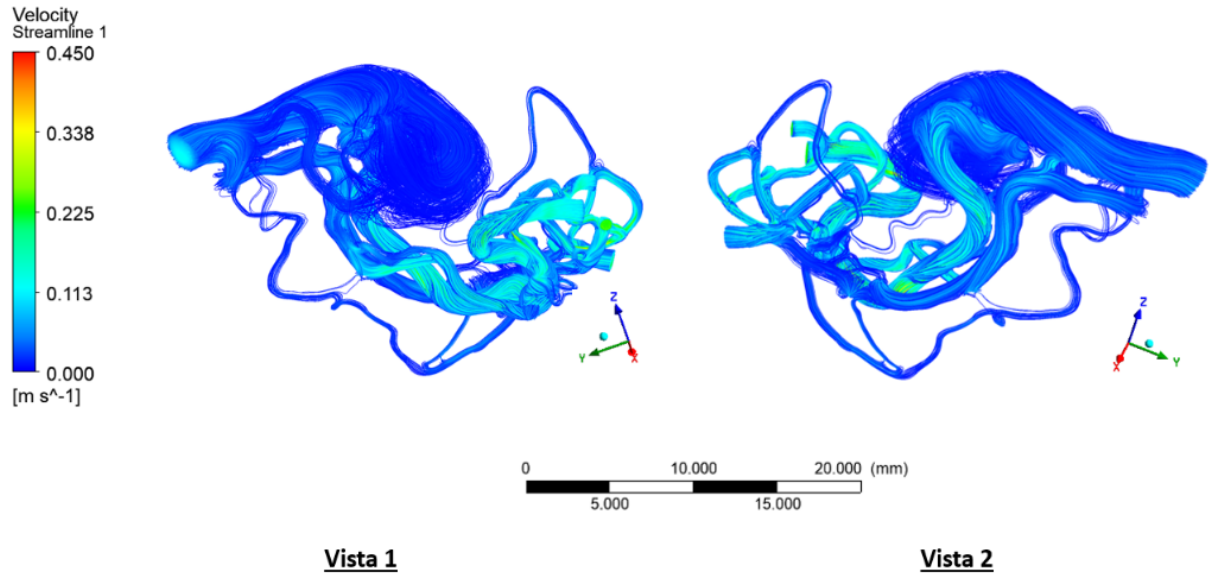 Velocity
Streamline 1
0.450
0.338
0.225
0.113
0.000
[m s^-1]
Z
Y
X
Z
X
Y
0
10.000
20.000
(mm)
5.000
15.000
Vista 1
Vista 2